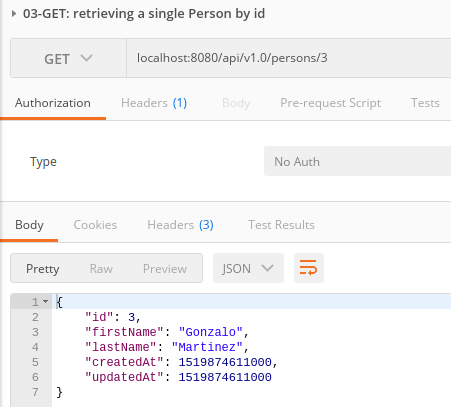 03-GET: retrieving a single Person by id
GET localhost:8080/api/v1.0/persons/3
Authorization Headers (1) Body Pre-request Script Tests
Type No Auth
Body Cookies Headers (3) Test Results
Pretty Raw Preview JSON
1 {
2 "id": 3,
3 "firstName": "Gonzalo",
4 "lastName": "Martinez",
5 "createdAt": 1519874611000,
6 "updatedAt": 1519874611000
7 }